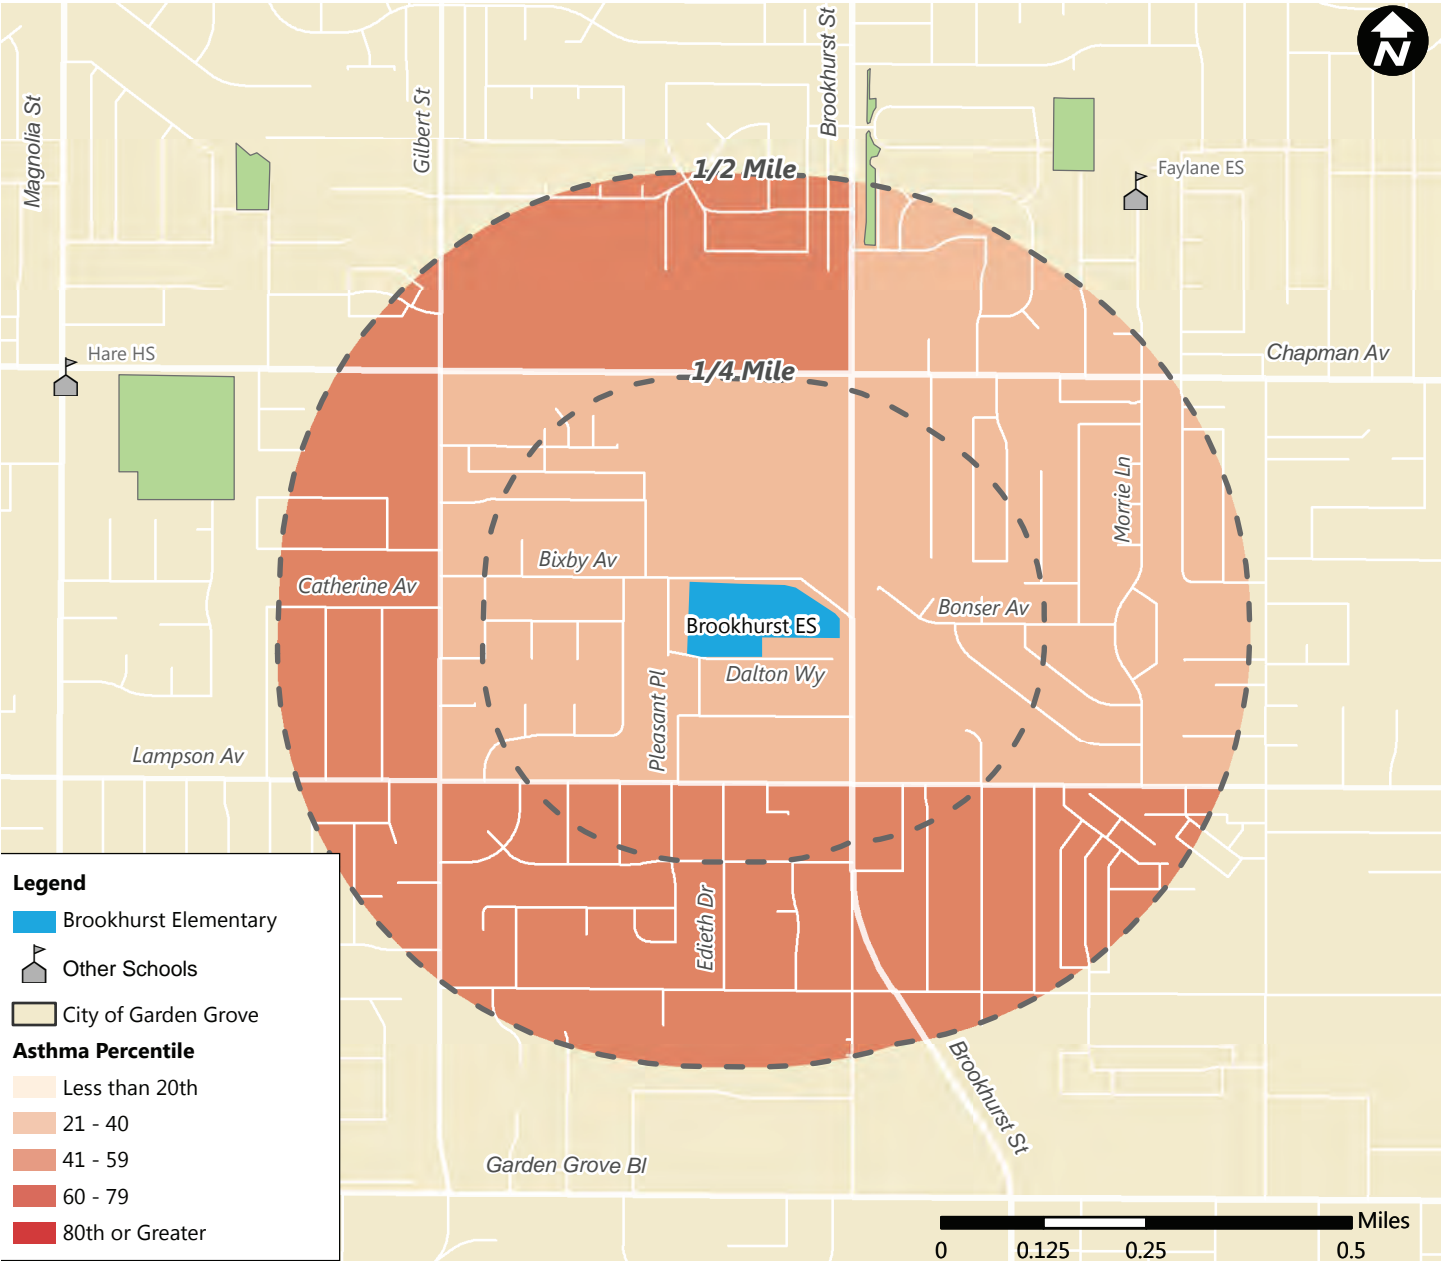 Brookhurst St
N
Magnolia St
Gilbert St
1/2 Mile
Faylane ES
Hare HS
Chapman Av
1/4 Mile
Morrie Ln
Bixby Av
Catherine Av
Bonser Av
Brookhurst ES
Dalton Wy
Pleasant Pl
Lampson Av
Edieth Dr
Legend
Brookhurst Elementary
Other Schools
City of Garden Grove
Asthma Percentile
Less than 20th
21 - 40
41 - 59
60 - 79
80th or Greater
Brookhurst St
Garden Grove Bl
Miles
0 0.125 0.25 0.5